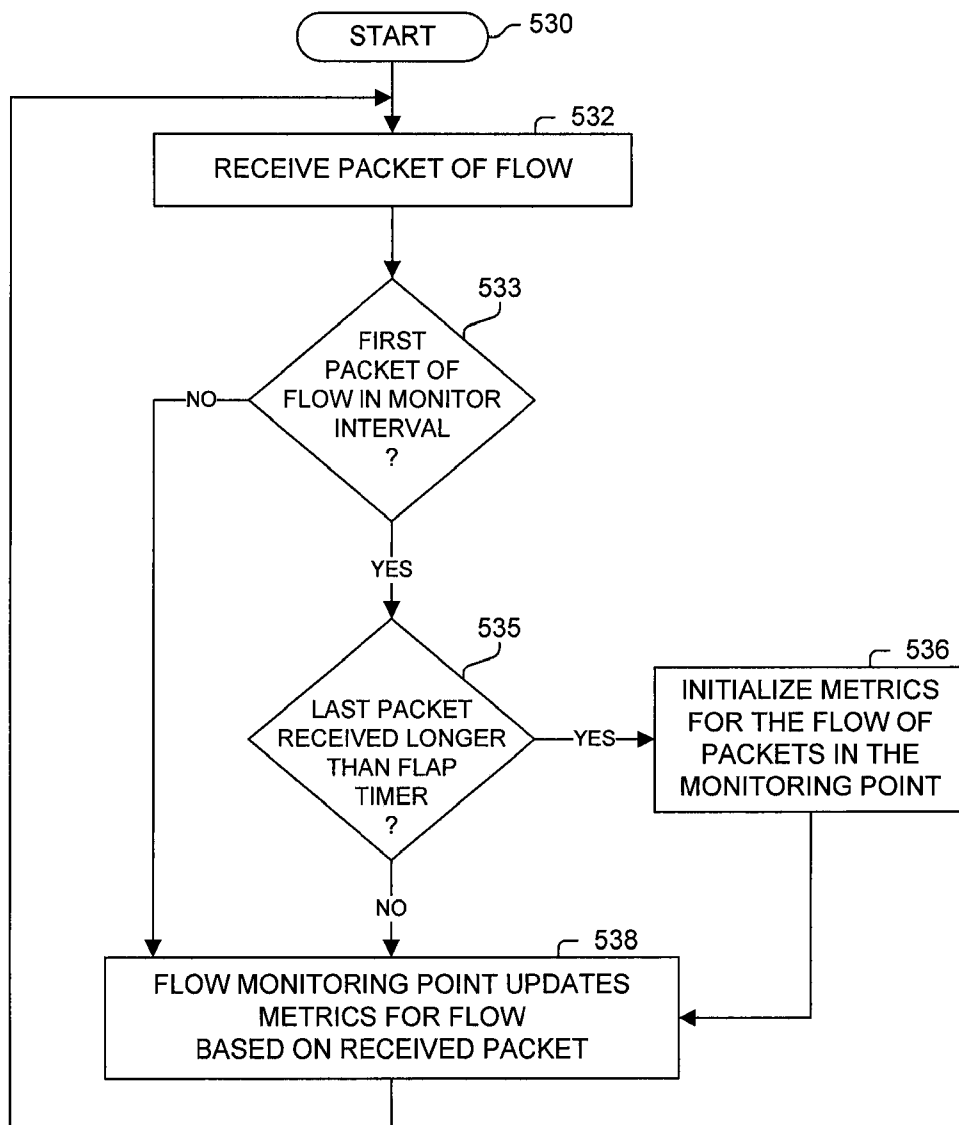 START
530
532
RECEIVE PACKET OF FLOW
533
FIRST
PACKET OF
FLOW IN MONITOR
INTERVAL
?
NO
YES
535
LAST PACKET
RECEIVED LONGER
THAN FLAP
TIMER
?
YES
536
INITIALIZE METRICS
FOR THE FLOW OF
PACKETS IN THE
MONITORING POINT
NO
538
FLOW MONITORING POINT UPDATES
METRICS FOR FLOW
BASED ON RECEIVED PACKET